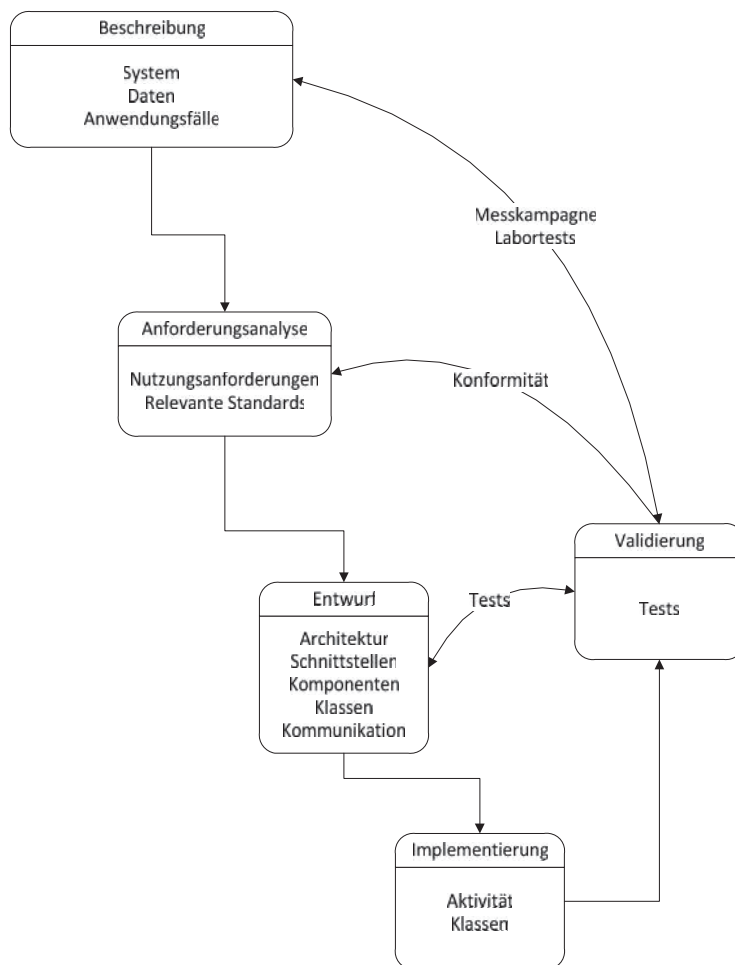 Beschreibung
System
Daten
Anwendungsfälle
Messkampagne
Labortests
Anforderungsanalyse
Nutzungsanforderungen
Relevante Standards
Konformität
Validierung
Tests
Entwurf
Architektur
Schnittstellen
Komponenten
Klassen
Kommunikation
Tests
Implementierung
Aktivität
Klassen